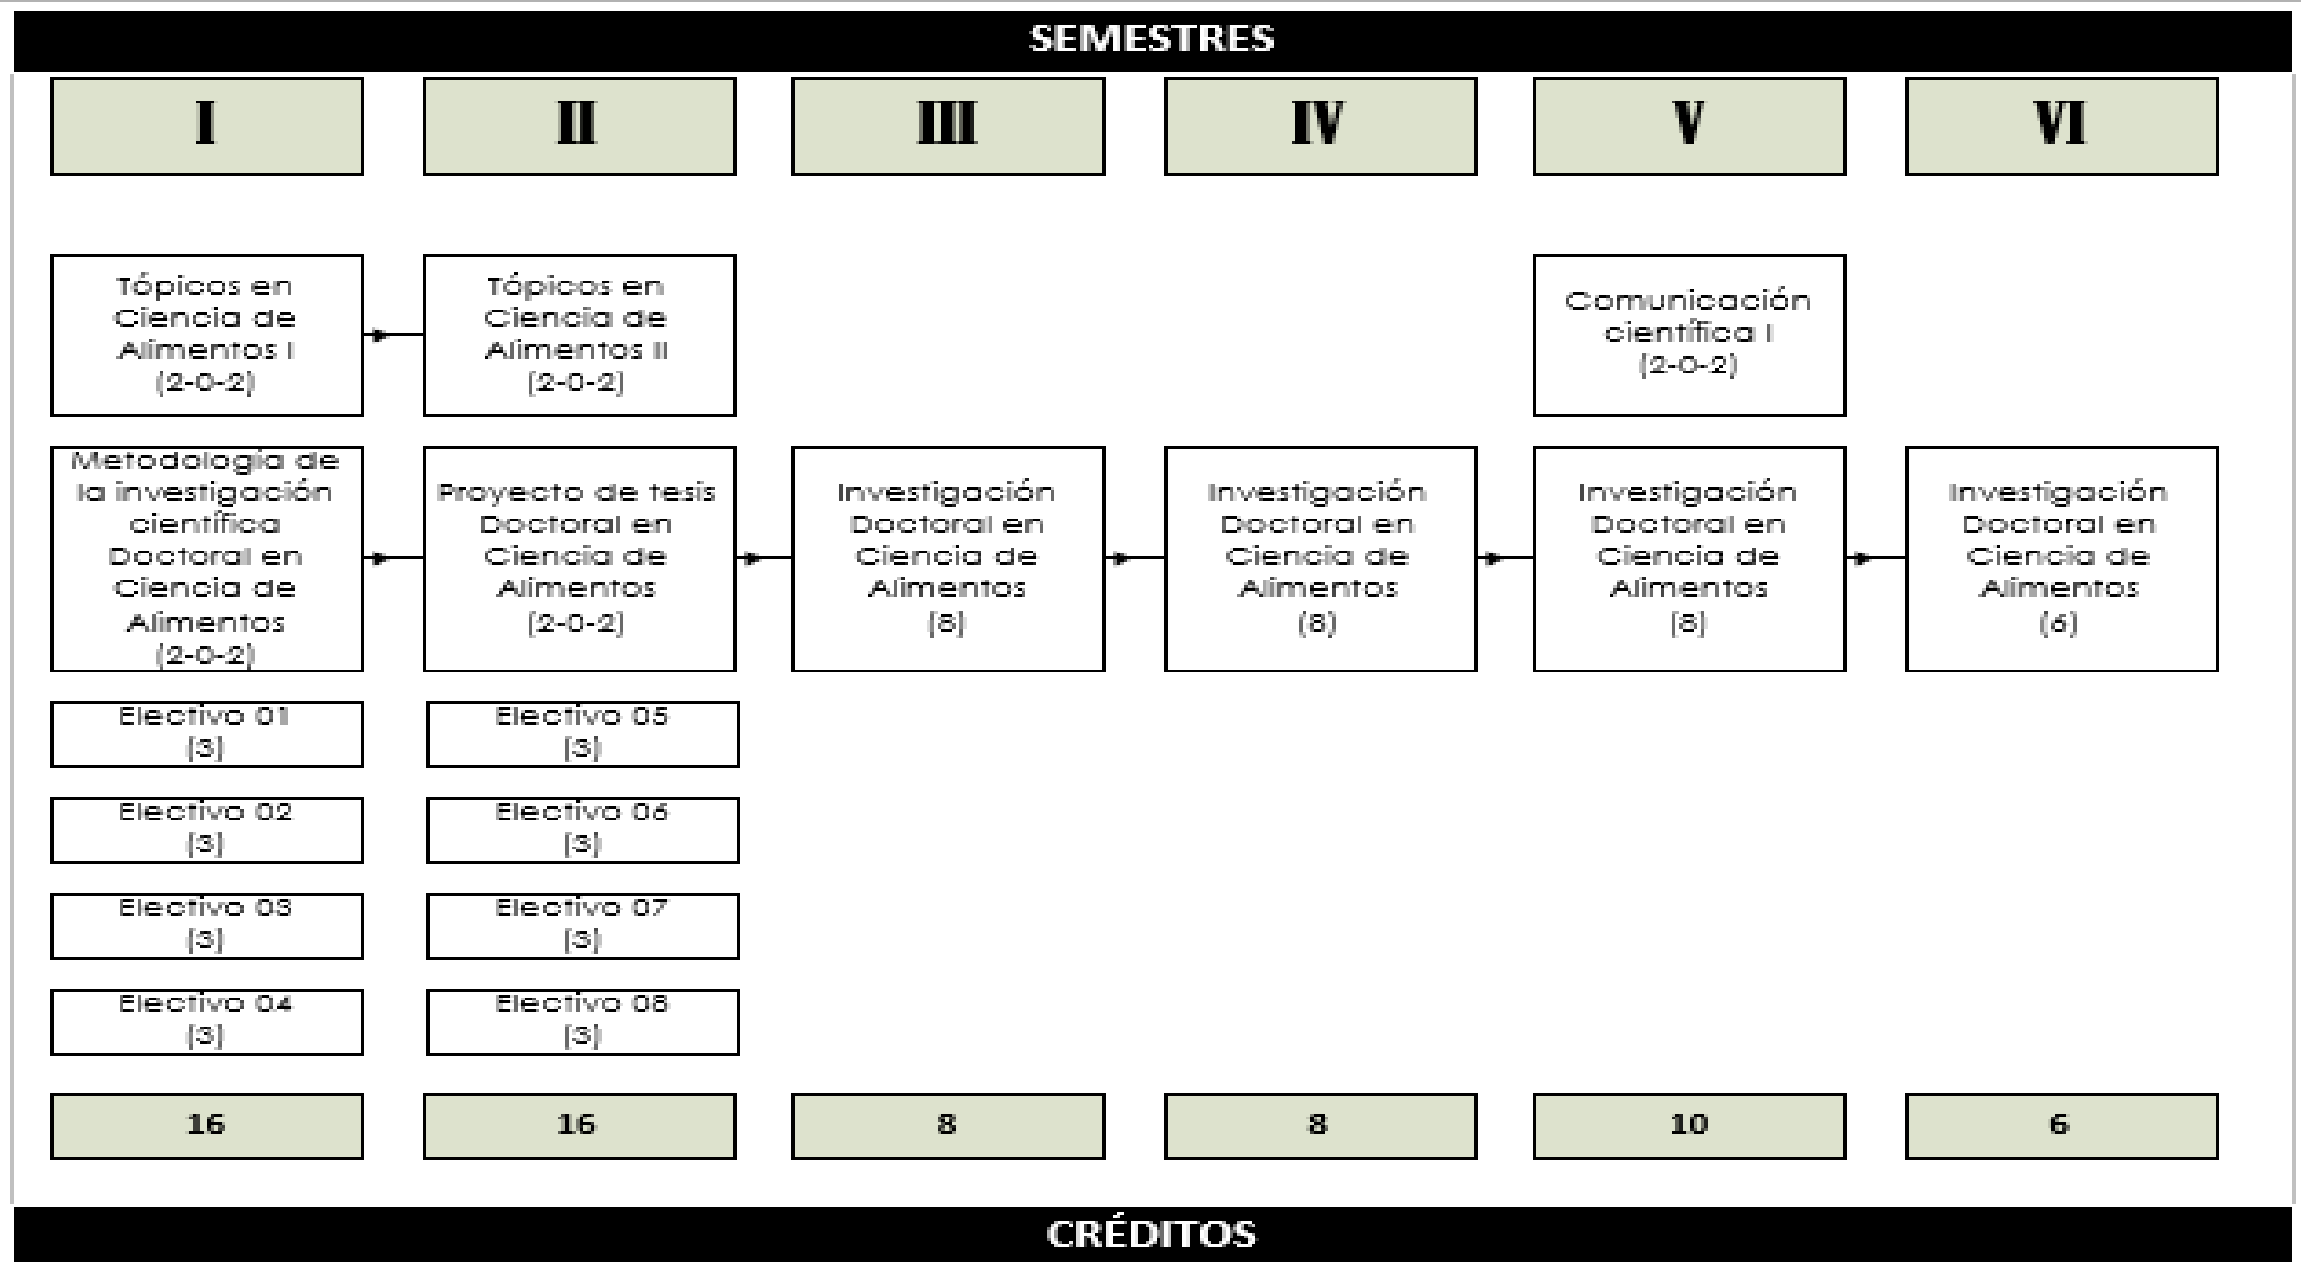 SEMESTRES
I
II
III
IV
V
VI
Tópicos en
Ciencia de
Alimentos I
(2-0-2)
Tópicos en
Ciencia de
Alimentos II
(2-0-2)
Comunicación
científica I
(2-0-2)
Metodología de
la investigación
científica
Doctoral en
Ciencia de
Alimentos
(2-0-2)
Proyecto de tesis
Doctoral en
Ciencia de
Alimentos
(2-0-2)
Investigación
Doctoral en
Ciencia de
Alimentos
(8)
Investigación
Doctoral en
Ciencia de
Alimentos
(8)
Investigación
Doctoral en
Ciencia de
Alimentos
(8)
Investigación
Doctoral en
Ciencia de
Alimentos
(6)
Electivo 01
(3)
Electivo 05
(3)
Electivo 02
(3)
Electivo 06
(3)
Electivo 03
(3)
Electivo 07
(3)
Electivo 04
(3)
Electivo 08
(3)
16
16
8
8
10
6
CRÉDITOS